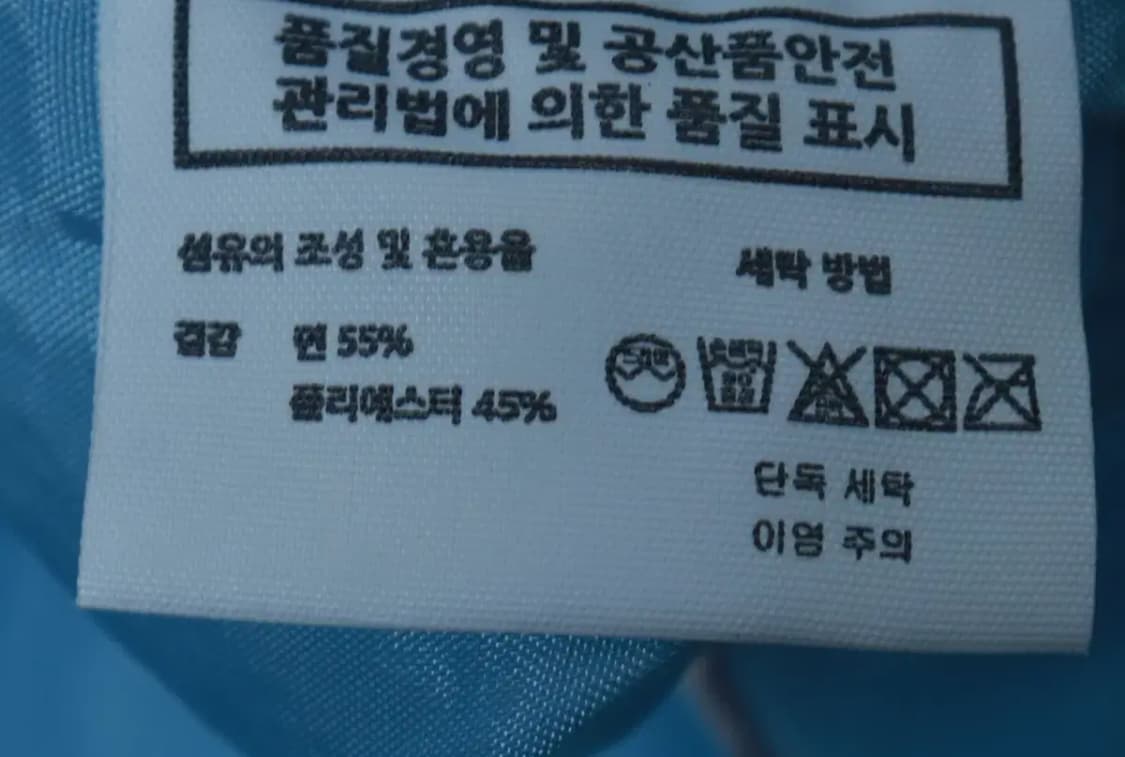 품질경영 및 공산품안전
관리법에 의한 품질 표시
섬유의 조성 및 혼용율
세탁 방법
겉감 면 55%
폴리에스터 45%
단독 세탁
이염 주의